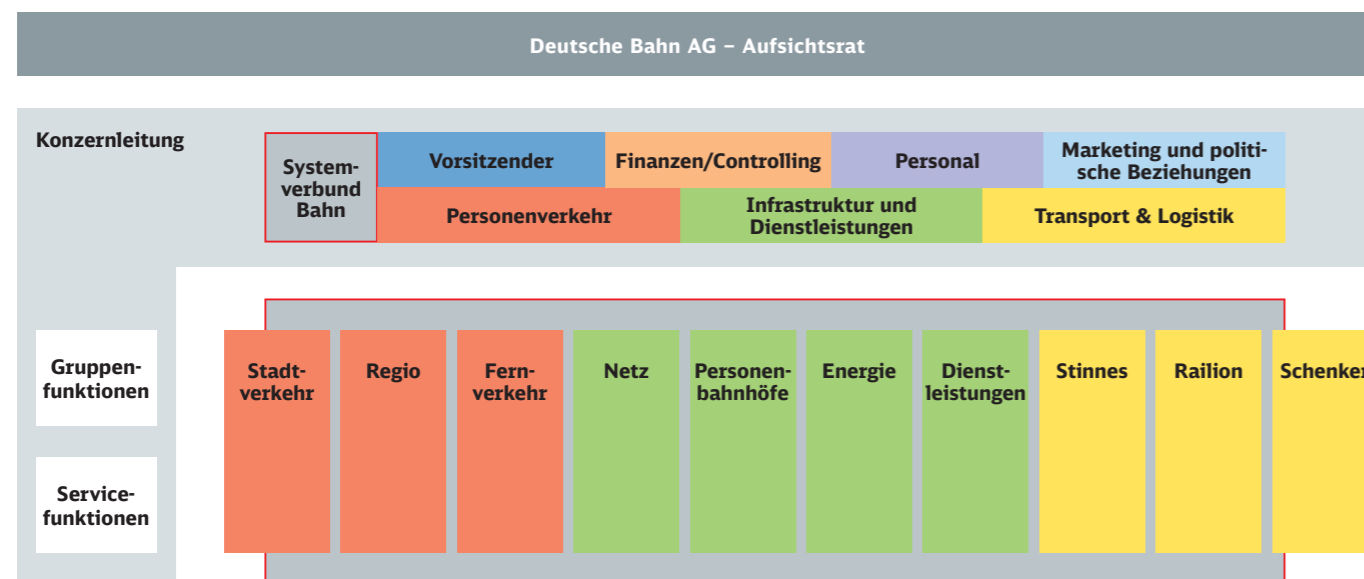 Deutsche Bahn AG – Aufsichtsrat
Konzernleitung
System-
verbund
Bahn
Vorsitzender
Finanzen/Controlling
Personal
Marketing und politi-
sche Beziehungen
Personenverkehr
Infrastruktur und
Dienstleistungen
Transport & Logistik
Gruppen-
funktionen
Stadt-
verkehr
Regio
Fern-
verkehr
Netz
Personen-
bahnhöfe
Energie
Dienst-
leistungen
Stinnes
Railion
Schenker
Service-
funktionen